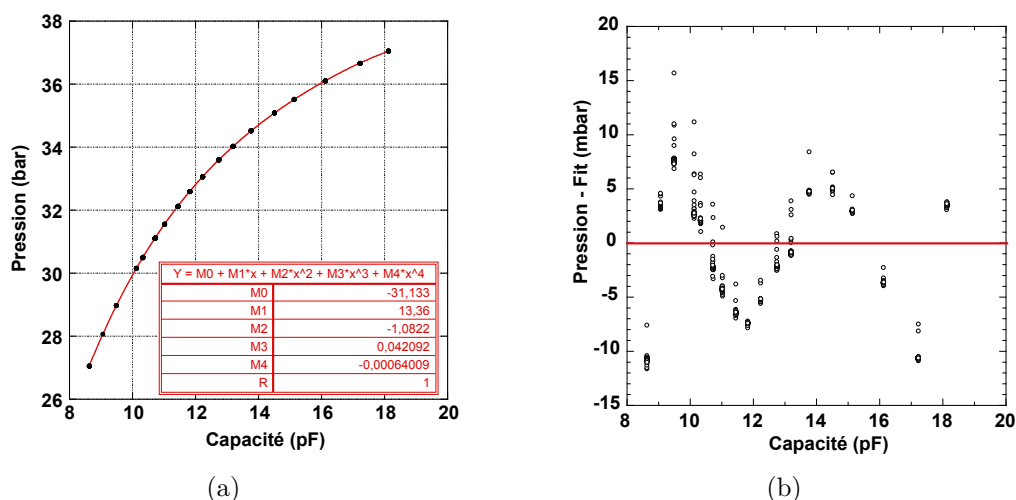 38
36
34
32
30
28
26
Pression (bar)
Y = M0 + M1*x + M2*x^2 + M3*x^3 + M4*x^4
M0 -31,133
M1 13,36
M2 -1,0822
M3 0,042092
M4 -0,00064009
R 1
8 10 12 14 16 18 20
Capacité (pF)
(a)
20
15
10
5
0
-5
-10
-15
Pression - Fit (mbar)
8 10 12 14 16 18 20
Capacité (pF)
(b)